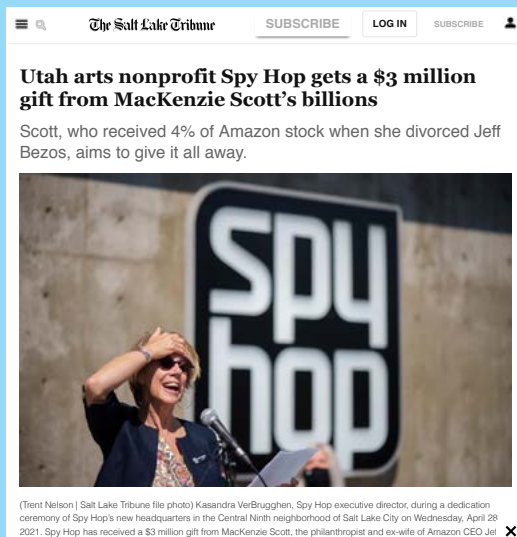 The Salt Lake Tribune
SUBSCRIBE
LOG IN
SUBSCRIBE
Utah arts nonprofit Spy Hop gets a $3 million
gift from MacKenzie Scott’s billions
Scott, who received 4% of Amazon stock when she divorced Jeff
Bezos, aims to give it all away.
spy
hop
(Trent Nelson | Salt Lake Tribune file photo) Kasandra VerBrugghen, Spy Hop executive director, during a dedication
ceremony of Spy Hop's new headquarters in the Central Ninth neighborhood of Salt Lake City on Wednesday, April 28
2021. Spy Hop has received a $3 million gift from MacKenzie Scott, the philanthropist and ex-wife of Amazon CEO Jef